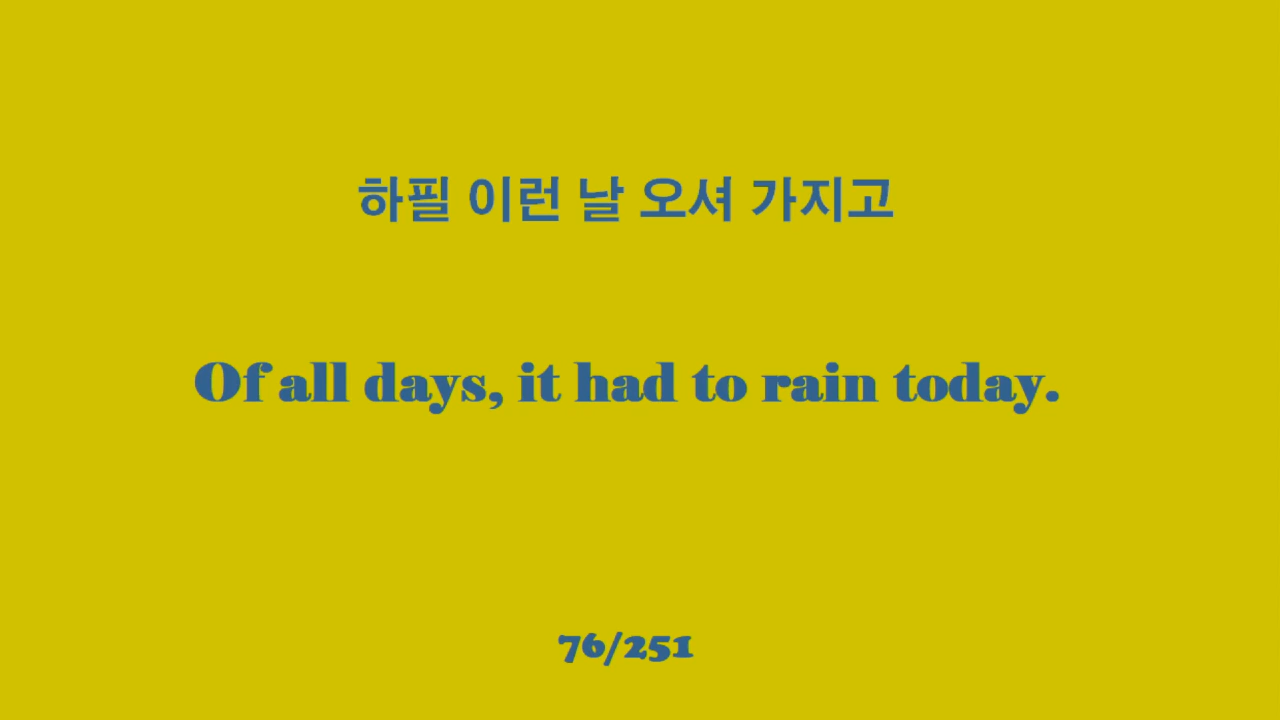 하필 이런 날 오셔 가지고
Of all days, it had to rain today.
76/251